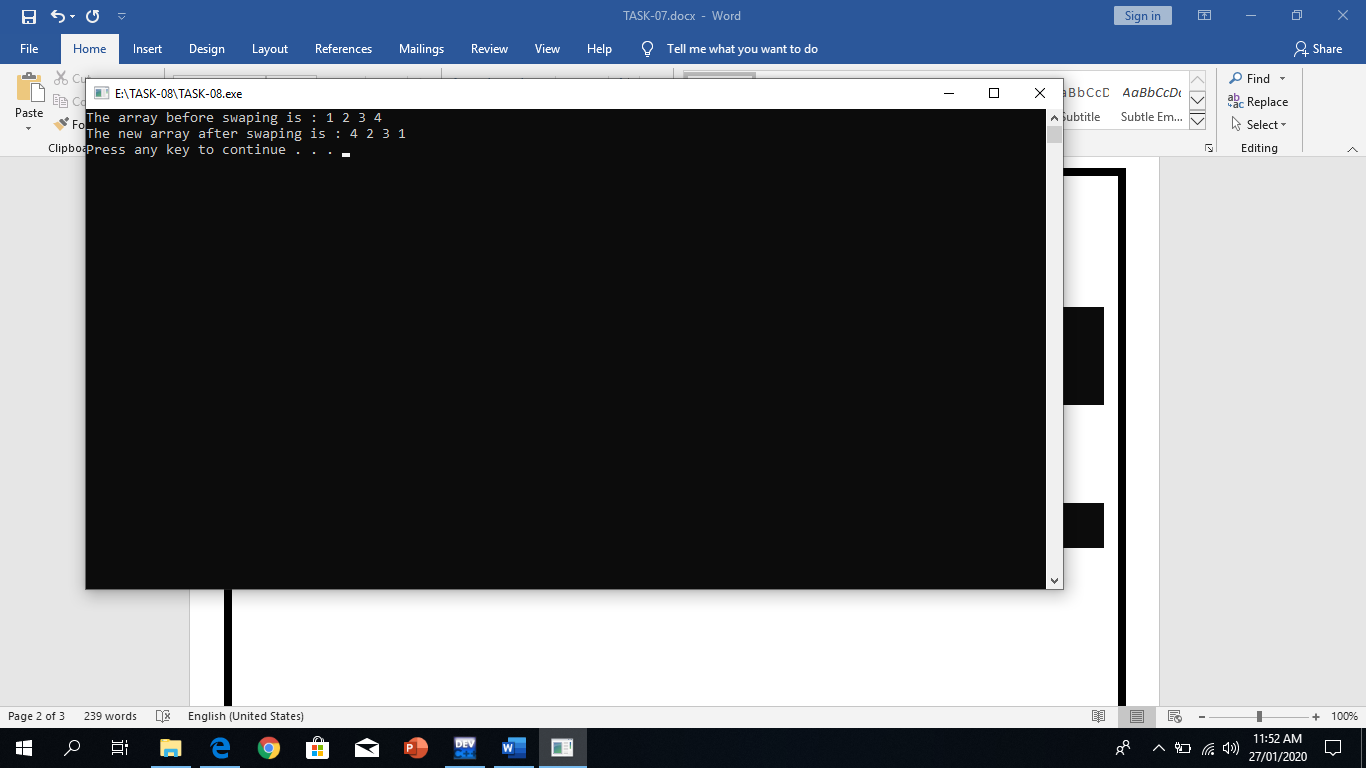 TASK-07.docx - Word
Sign in
File Home Insert Design Layout References Mailings Review View Help Tell me what you want to do Share
Paste
Clipbo
E:\TASK-08\TASK-08.exe
The array before swaping is : 1 2 3 4
The new array after swaping is : 4 2 3 1
Press any key to continue . . .
AaBbCcDc
Subtle Em...
Find
Replace
Select
Editing
Page 2 of 3 239 words English (United States) 100%
DEV
11:52 AM
27/01/2020